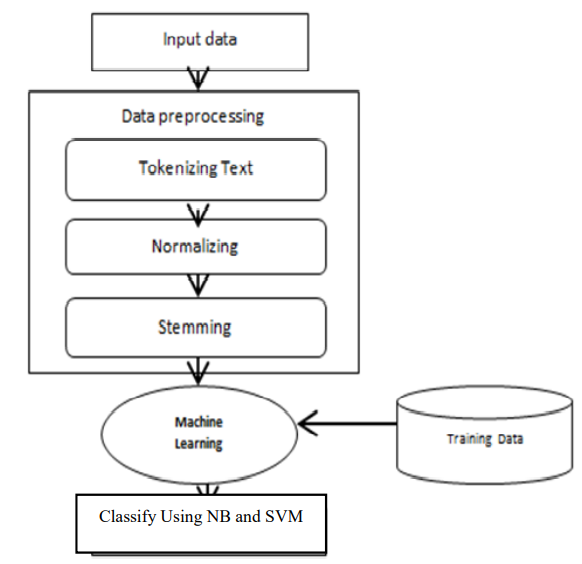 Input data
Data preprocessing
Tokenizing Text
Normalizing
Stemming
Machine
Learning
Training Data
Classify Using NB and SVM